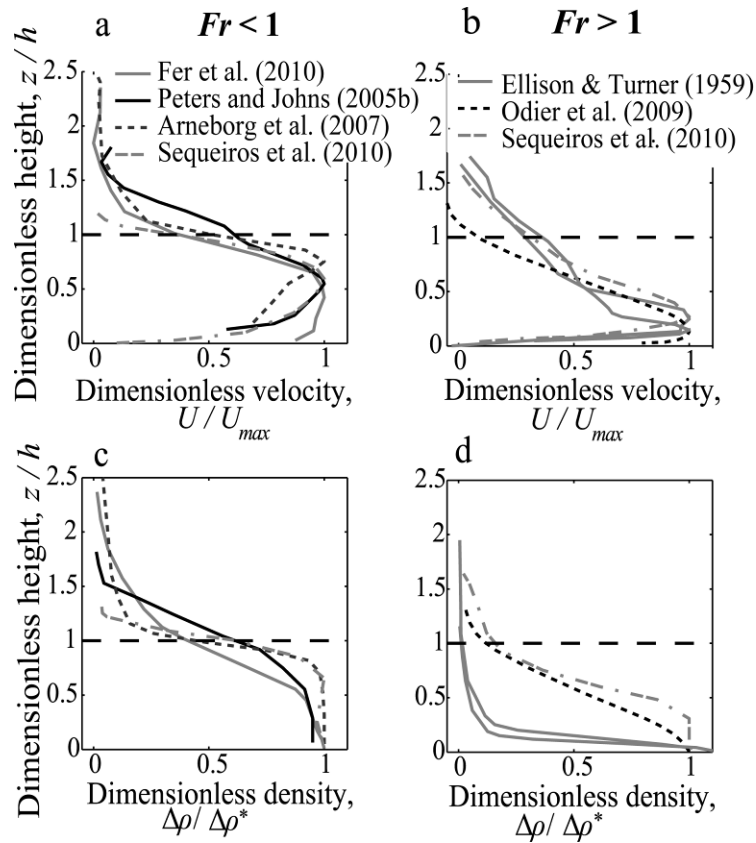 a
Fr < 1
Fer et al. (2010)
Peters and Johns (2005b)
Arneborg et al. (2007)
Sequeiros et al. (2010)
Dimensionless height, z / h
2.5
2
1.5
1
0.5
0
0
0.5
1
Dimensionless velocity,
U / Umax
b
Fr > 1
Ellison & Turner (1959)
Odier et al. (2009)
Sequeiros et al. (2010)
2.5
2
1.5
1
0.5
0
0
0.5
1
Dimensionless velocity,
U / Umax
c
Dimensionless height, z / h
2.5
2
1.5
1
0.5
0
0
0.5
1
Dimensionless density,
Δρ/ Δρ*
d
2.5
2
1.5
1
0.5
0
0
0.5
1
Dimensionless density,
Δρ/ Δρ*